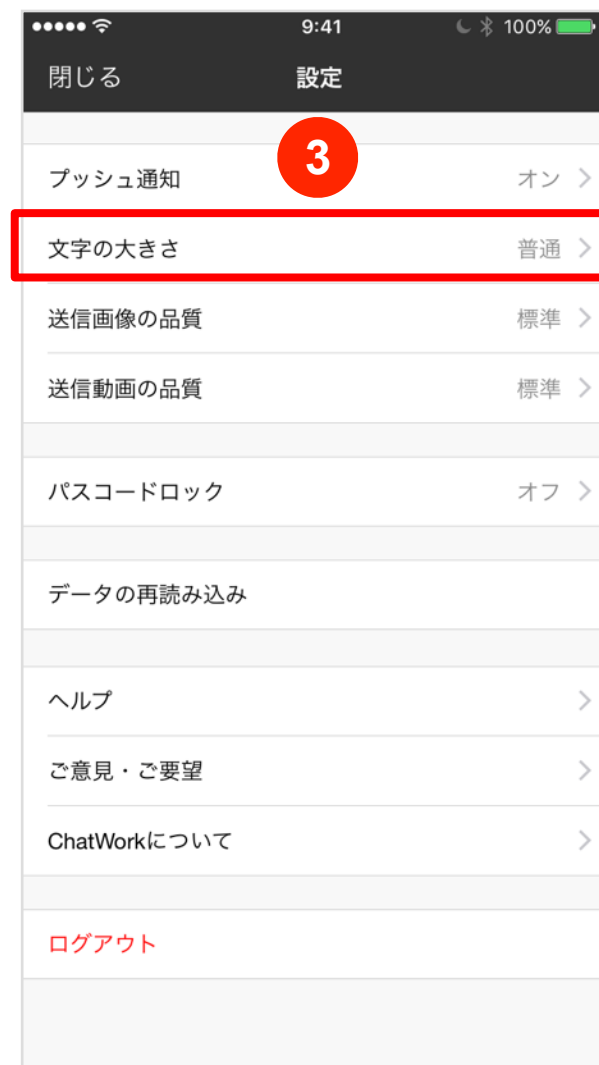 9:41 100%
閉じる 設定
3
プッシュ通知 オン
文字の大きさ 普通
送信画像の品質 標準
送信動画の品質 標準
パスコードロック オフ
データの再読み込み
ヘルプ
ご意見・ご要望
ChatWorkについて
ログアウト